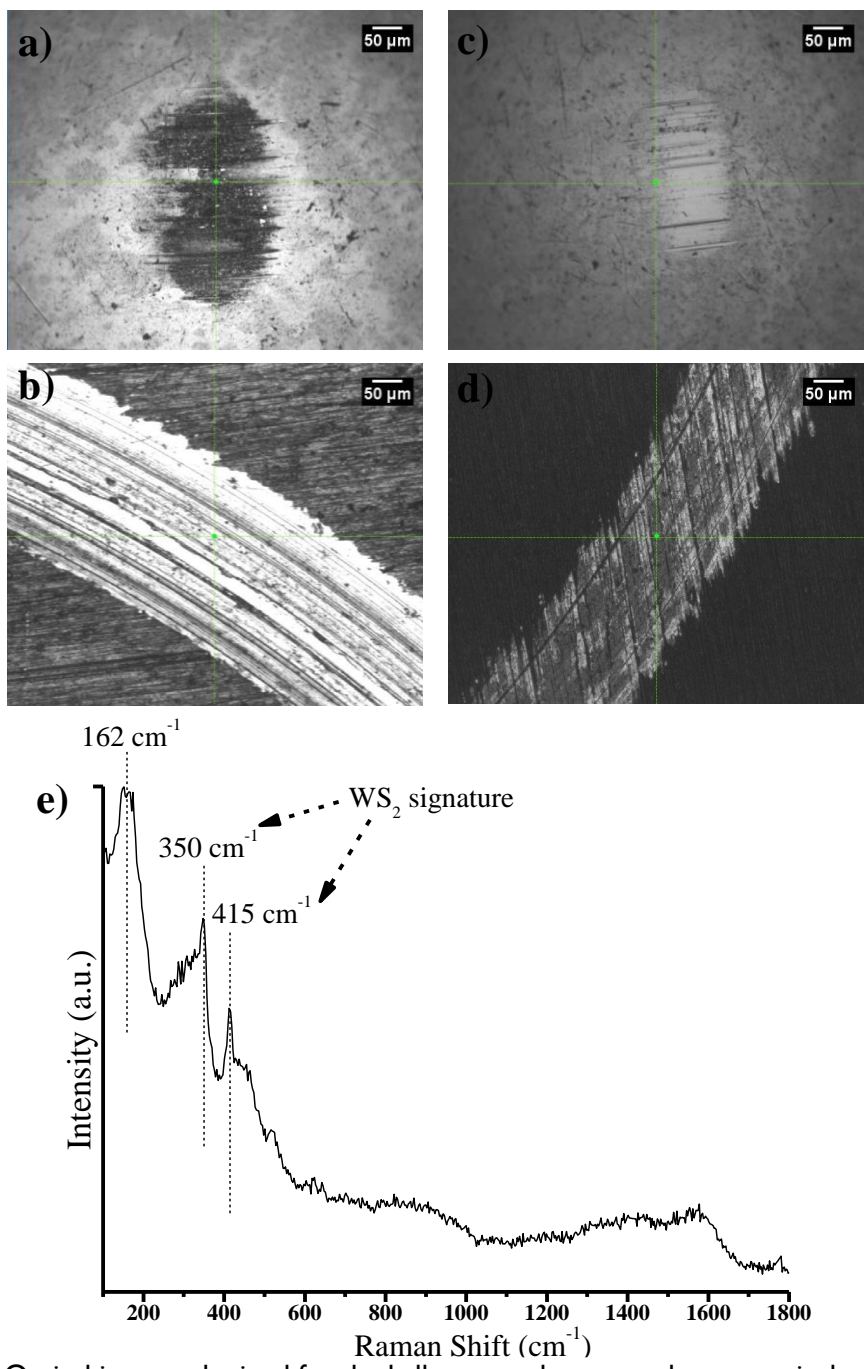 a)
50 µm
c)
50 µm
b)
50 µm
d)
50 µm
162 cm-1
e)
WS2 signature
350 cm-1
415 cm-1
Intensity (a.u.)
200 400 600 800 1000 1200 1400 1600 1800
Raman Shift (cm-1)